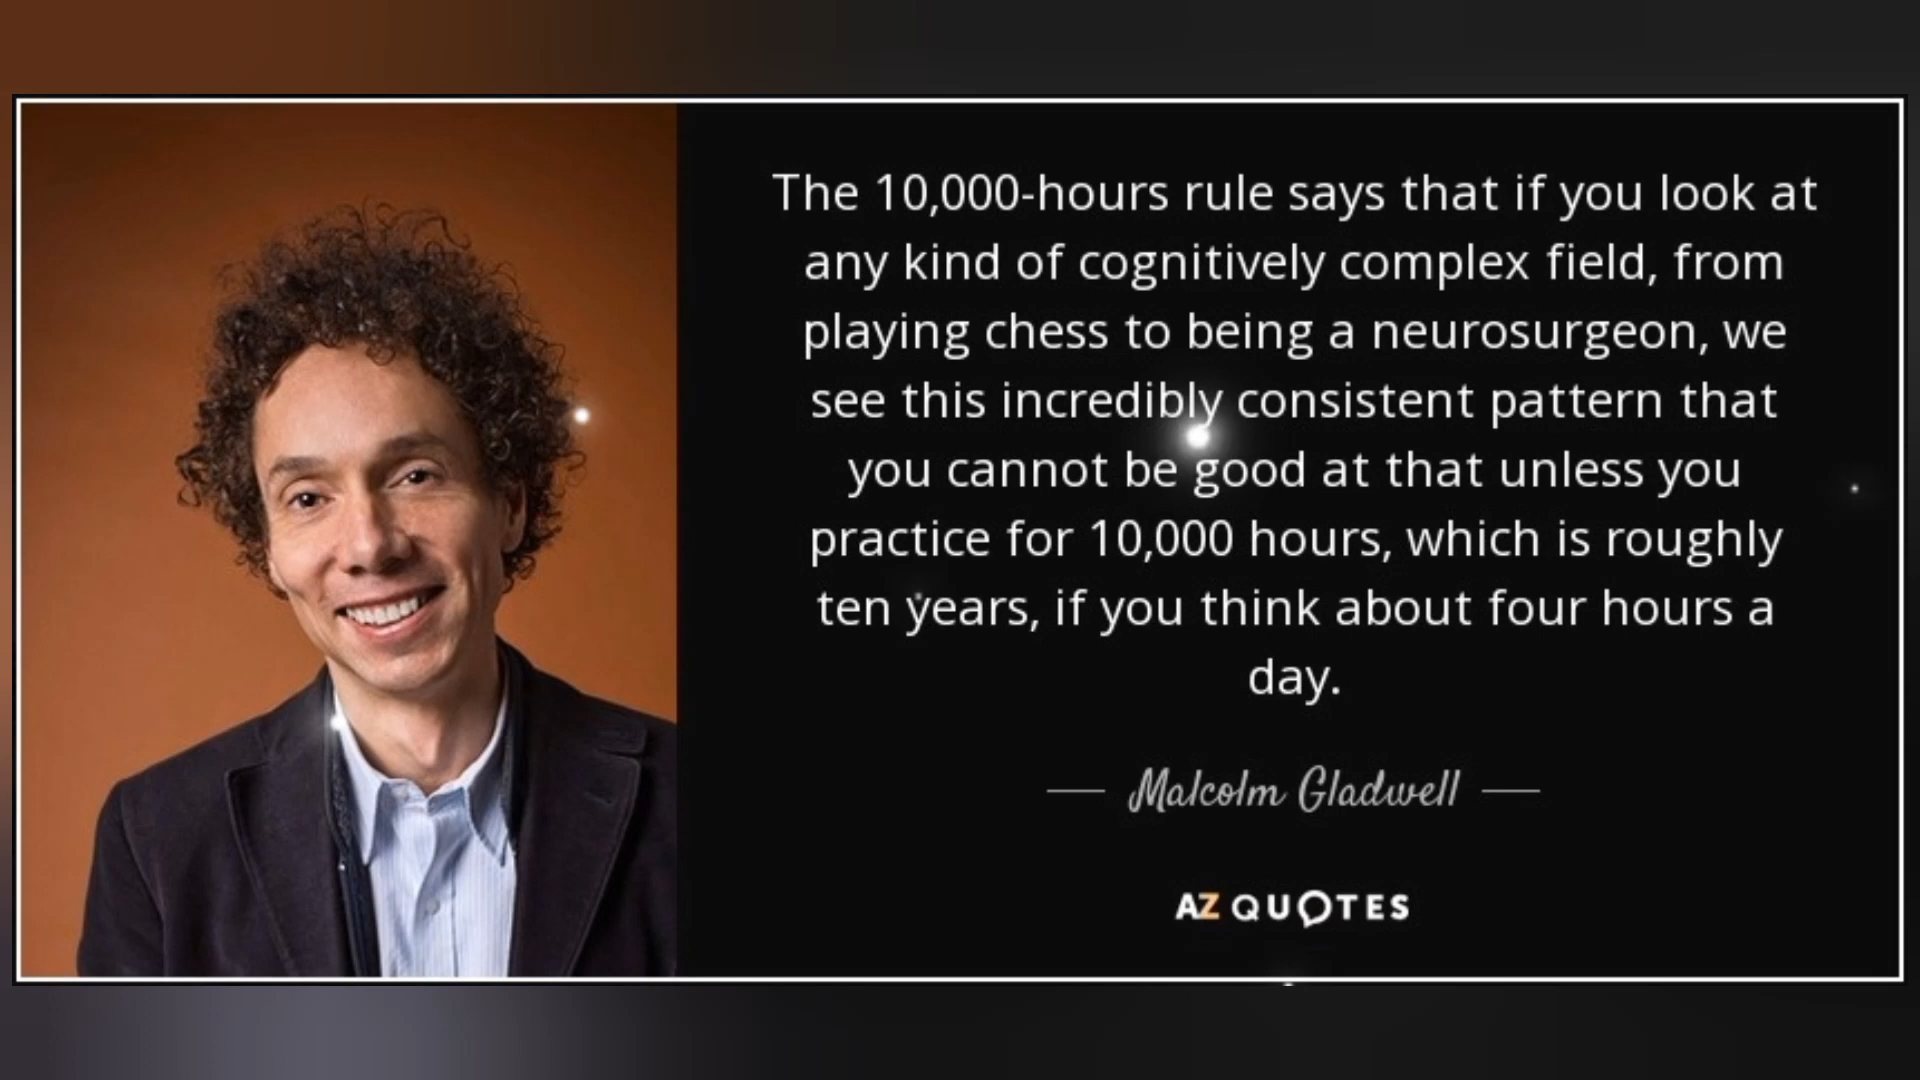 The 10,000-hours rule says that if you look at
any kind of cognitively complex field, from
playing chess to being a neurosurgeon, we
see this incredibly consistent pattern that
you cannot be good at that unless you
practice for 10,000 hours, which is roughly
ten years, if you think about four hours a
day.
Malcolm Gladwell
AZ QUOTES